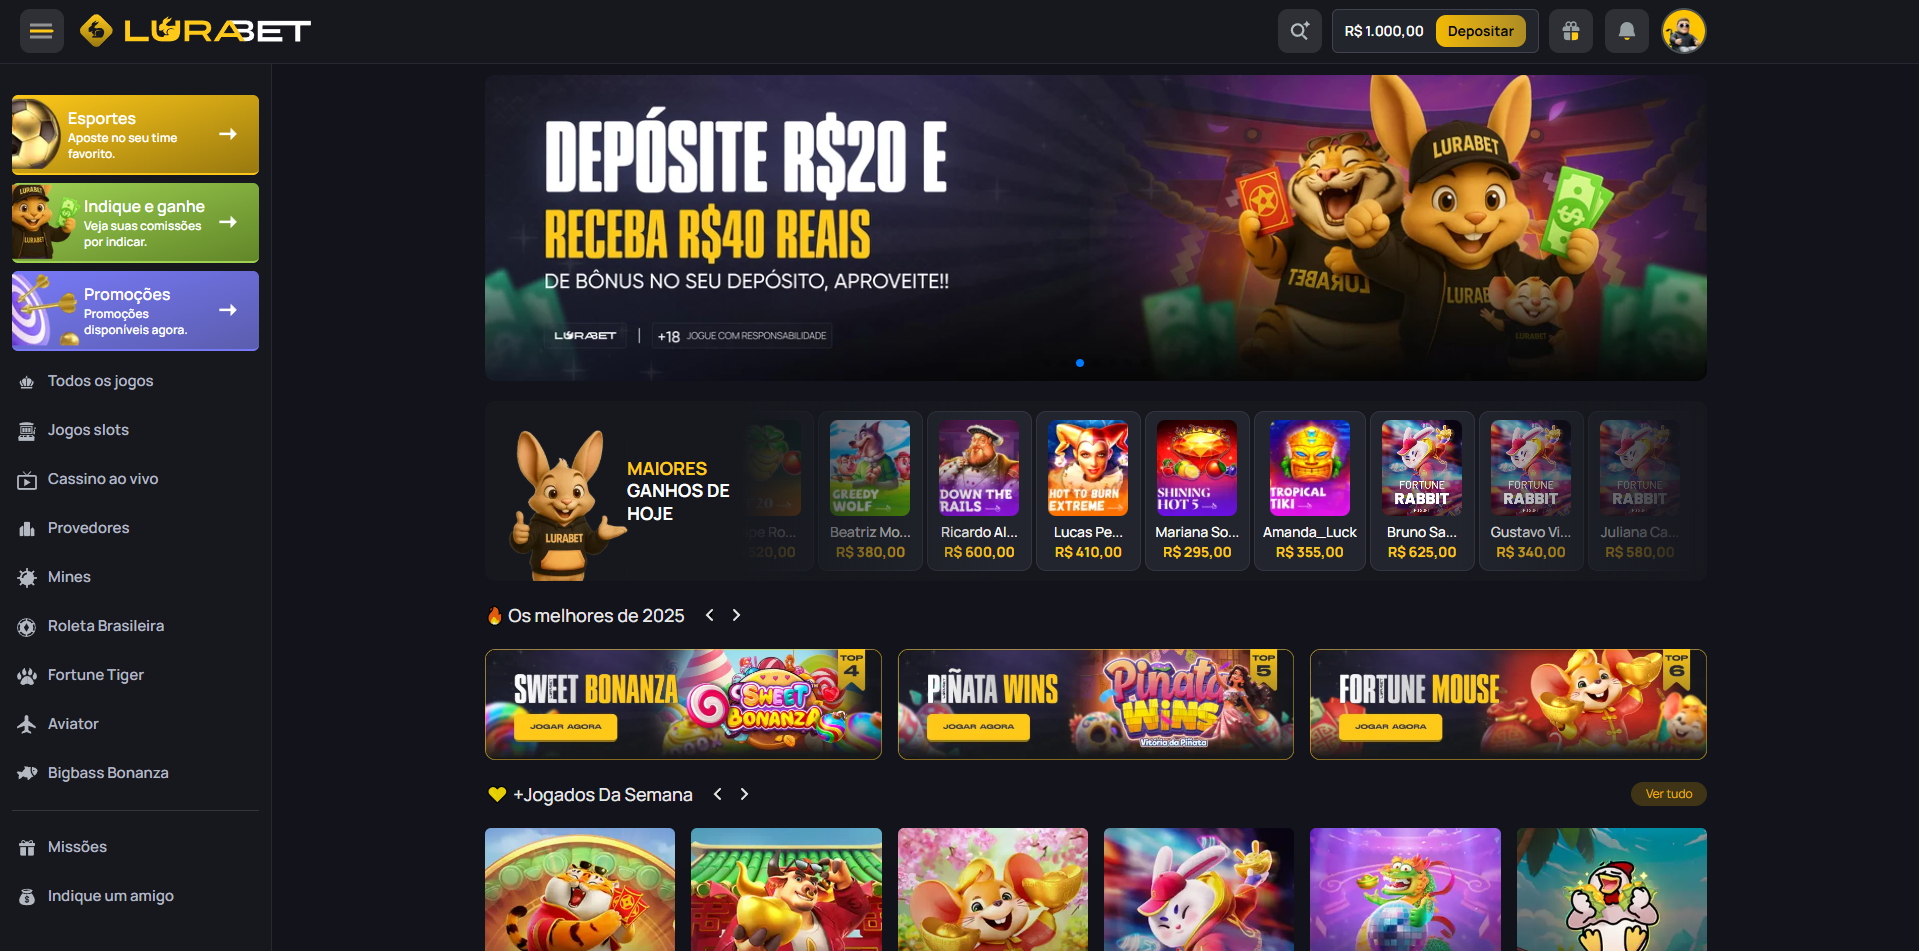 LURABET
R$ 1.000,00
Depositar
Esportes
Aposte no seu time
favorito.
Indique e ganhe
Veja suas comissões
por indicar.
Promoções
Promoções
disponíveis agora.
Todos os jogos
Jogos slots
Cassino ao vivo
Provedores
Mines
Roleta Brasileira
Fortune Tiger
Aviator
Bigbass Bonanza
Missões
Indique um amigo
DEPÓSITE R$20 E
RECEBA R$40 REAIS
DE BÔNUS NO SEU DEPÓSITO, APROVEITE!!
LURABET
+18 JOGUE COM RESPONSABILIDADE
LURABET
LURABET
MAIORES
GANHOS DE
HOJE
LURABET
GREEDY
WOLF
Beatriz Mo...
R$ 380,00
DOWN THE
RAILS
Ricardo Al...
R$ 600,00
HOT TO BURN
EXTREME
Lucas Pe...
R$ 410,00
SHINING
HOT 5
Mariana So...
R$ 295,00
TROPICAL
TIKI
Amanda_Luck
R$ 355,00
FORTUNE
RABBIT
Bruno Sa...
R$ 625,00
FORTUNE
RABBIT
Gustavo Vi...
R$ 340,00
FORTUNE
RABBIT
Juliana Ca...
R$ 580,00
Os melhores de 2025
SWEET BONANZA
JOGAR AGORA
SWEET
BONANZA
TOP
4
PIÑATA WINS
JOGAR AGORA
Piñata
WiNS
Vitória da Piñata
TOP
5
FORTUNE MOUSE
JOGAR AGORA
TOP
6
+Jogados Da Semana
Ver tudo